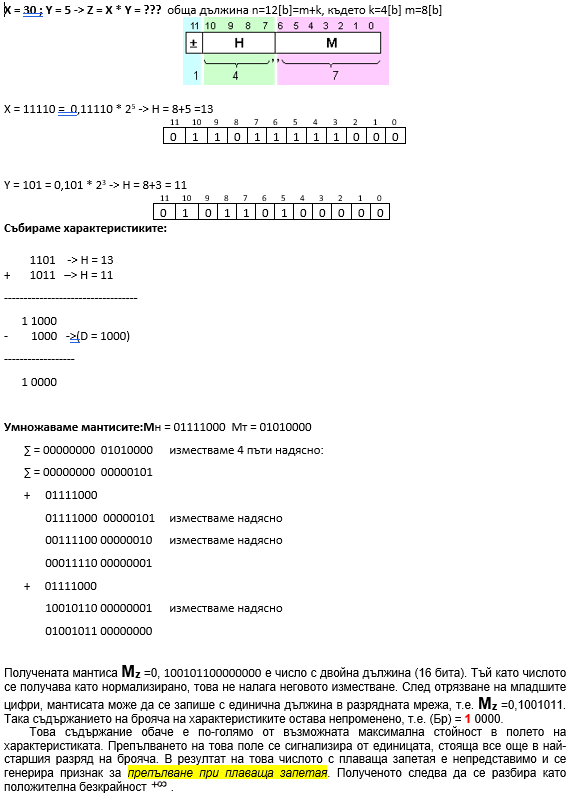 X = 30 ; Y = 5 -> Z = X * Y = ??? обща дължина n=12[b]=m+k, където k=4[b] m=8[b]
11 10 9 8 7 6 5 4 3 2 1 0
± H M
,,
1 4 7
X = 11110 = 0,11110 * 2⁵ -> H = 8+5 =13
11 10 9 8 7 6 5 4 3 2 1 0
0 1 1 0 1 1 1 1 1 0 0 0
Y = 101 = 0,101 * 2³ -> H = 8+3 = 11
11 10 9 8 7 6 5 4 3 2 1 0
0 1 0 1 1 0 1 0 0 0 0 0
Събираме характеристиките:
1101 -> H = 13
+ 1011 –> H = 11
----------------------------------
1 1000
- 1000 ->(D = 1000)
------------------
1 0000
Умножаваме мантисите:Мн = 01111000 Мт = 01010000
∑ = 00000000 01010000 изместваме 4 пъти надясно:
∑ = 00000000 00000101
+ 01111000
01111000 00000101 изместваме надясно
00111100 00000010 изместваме надясно
00011110 00000001
+ 01111000
10010110 00000001 изместваме надясно
01001011 00000000
Получената мантиса Mz =0, 100101100000000 е число с двойна дължина (16 бита). Тъй като числото
се получава като нормализирано, това не налага неговото изместване. След отрязване на младшите
цифри, мантисата може да се запише с единична дължина в разрядната мрежа, т.е. Mz =0,1001011.
Така съдържанието на брояча на характеристиките остава непроменено, т.е. (Бр) = 1 0000.
Това съдържание обаче е по-голямо от възможната максимална стойност в полето на
характеристиката. Препълването на това поле се сигнализира от единицата, стояща все още в най-
старшия разряд на брояча. В резултат на това числото с плаваща запетая е непредставимо и се
генерира признак за препълване при плаваща запетая. Полученото следва да се разбира като
положителна безкрайност +∞ .